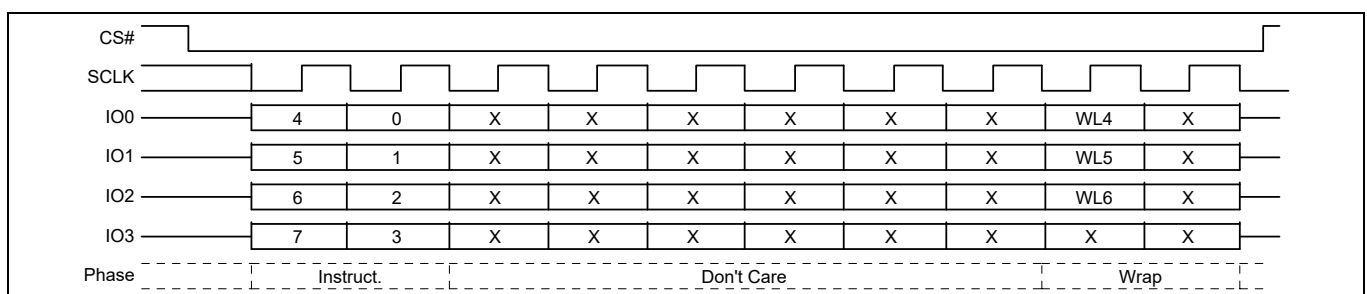 CS#
SCLK
IO0 4 0 X X X X X X WL4 X
IO1 5 1 X X X X X X WL5 X
IO2 6 2 X X X X X X WL6 X
IO3 7 3 X X X X X X X X
Phase Instruct. Don't Care Wrap